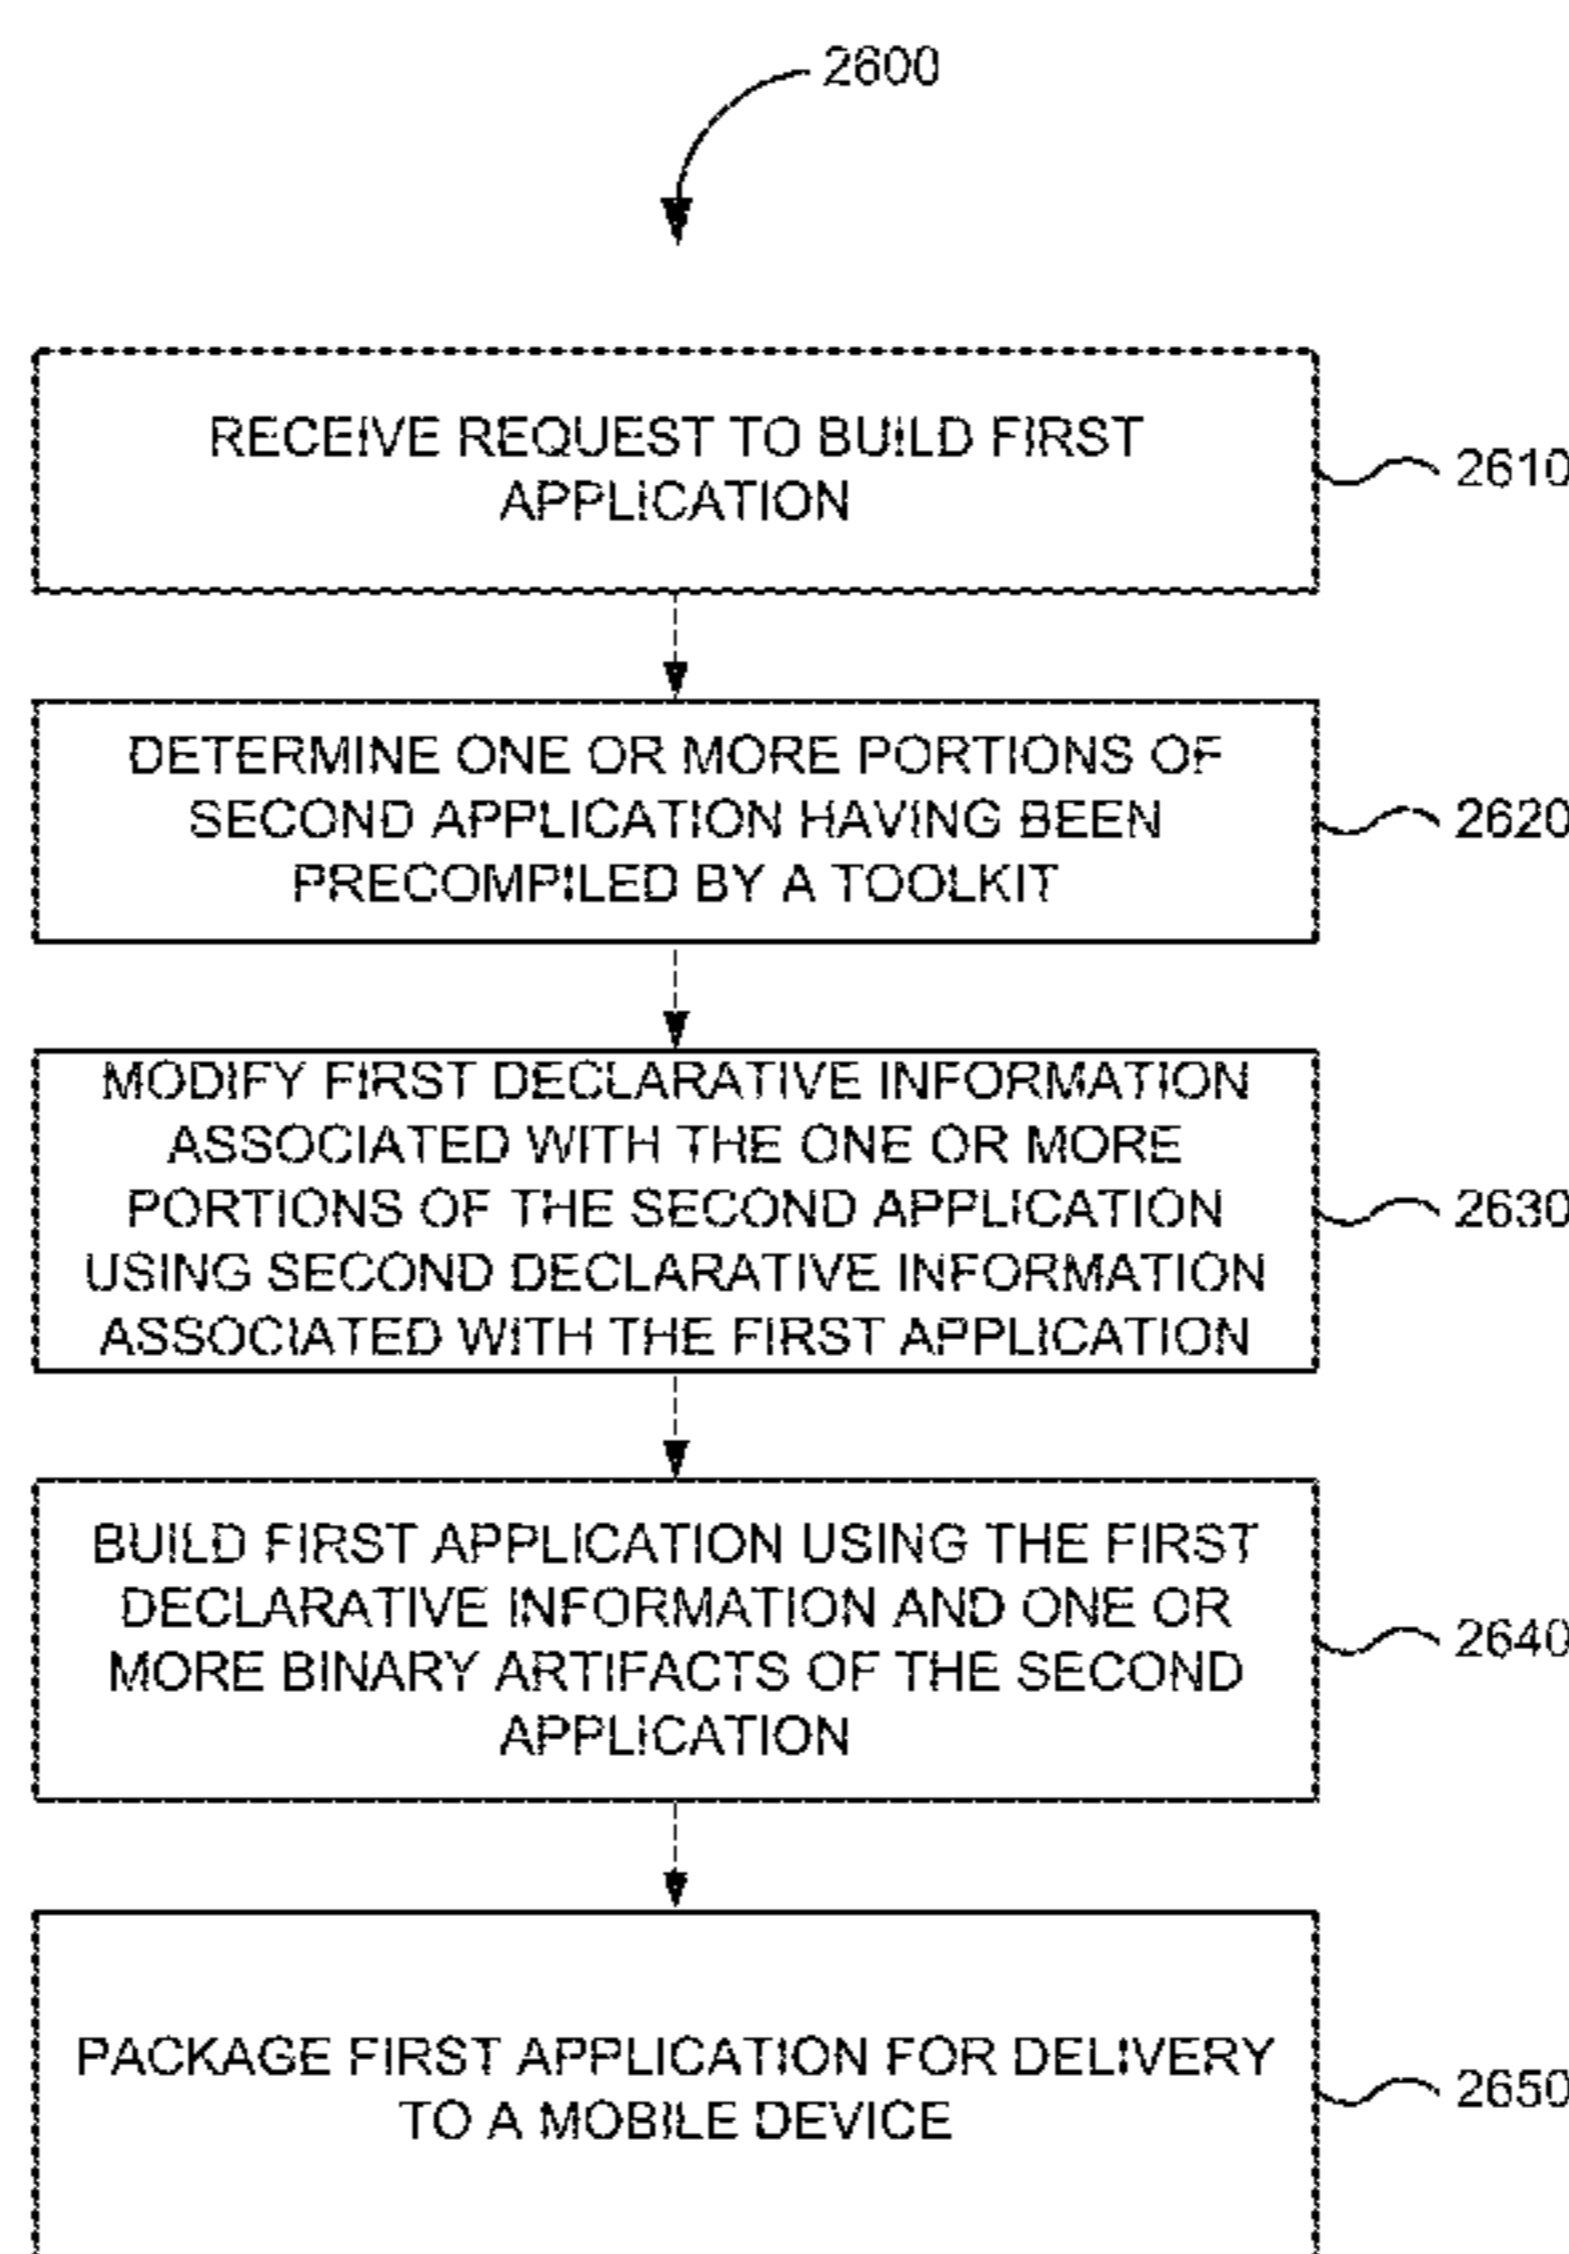 2600
RECEIVE REQUEST TO BUILD FIRST
APPLICATION
2610
DETERMINE ONE OR MORE PORTIONS OF
SECOND APPLICATION HAVING BEEN
PRECOMPILED BY A TOOLKIT
2620
MODIFY FIRST DECLARATIVE INFORMATION
ASSOCIATED WITH THE ONE OR MORE
PORTIONS OF THE SECOND APPLICATION
USING SECOND DECLARATIVE INFORMATION
ASSOCIATED WITH THE FIRST APPLICATION
2630
BUILD FIRST APPLICATION USING THE FIRST
DECLARATIVE INFORMATION AND ONE OR
MORE BINARY ARTIFACTS OF THE SECOND
APPLICATION
2640
PACKAGE FIRST APPLICATION FOR DELIVERY
TO A MOBILE DEVICE
2650